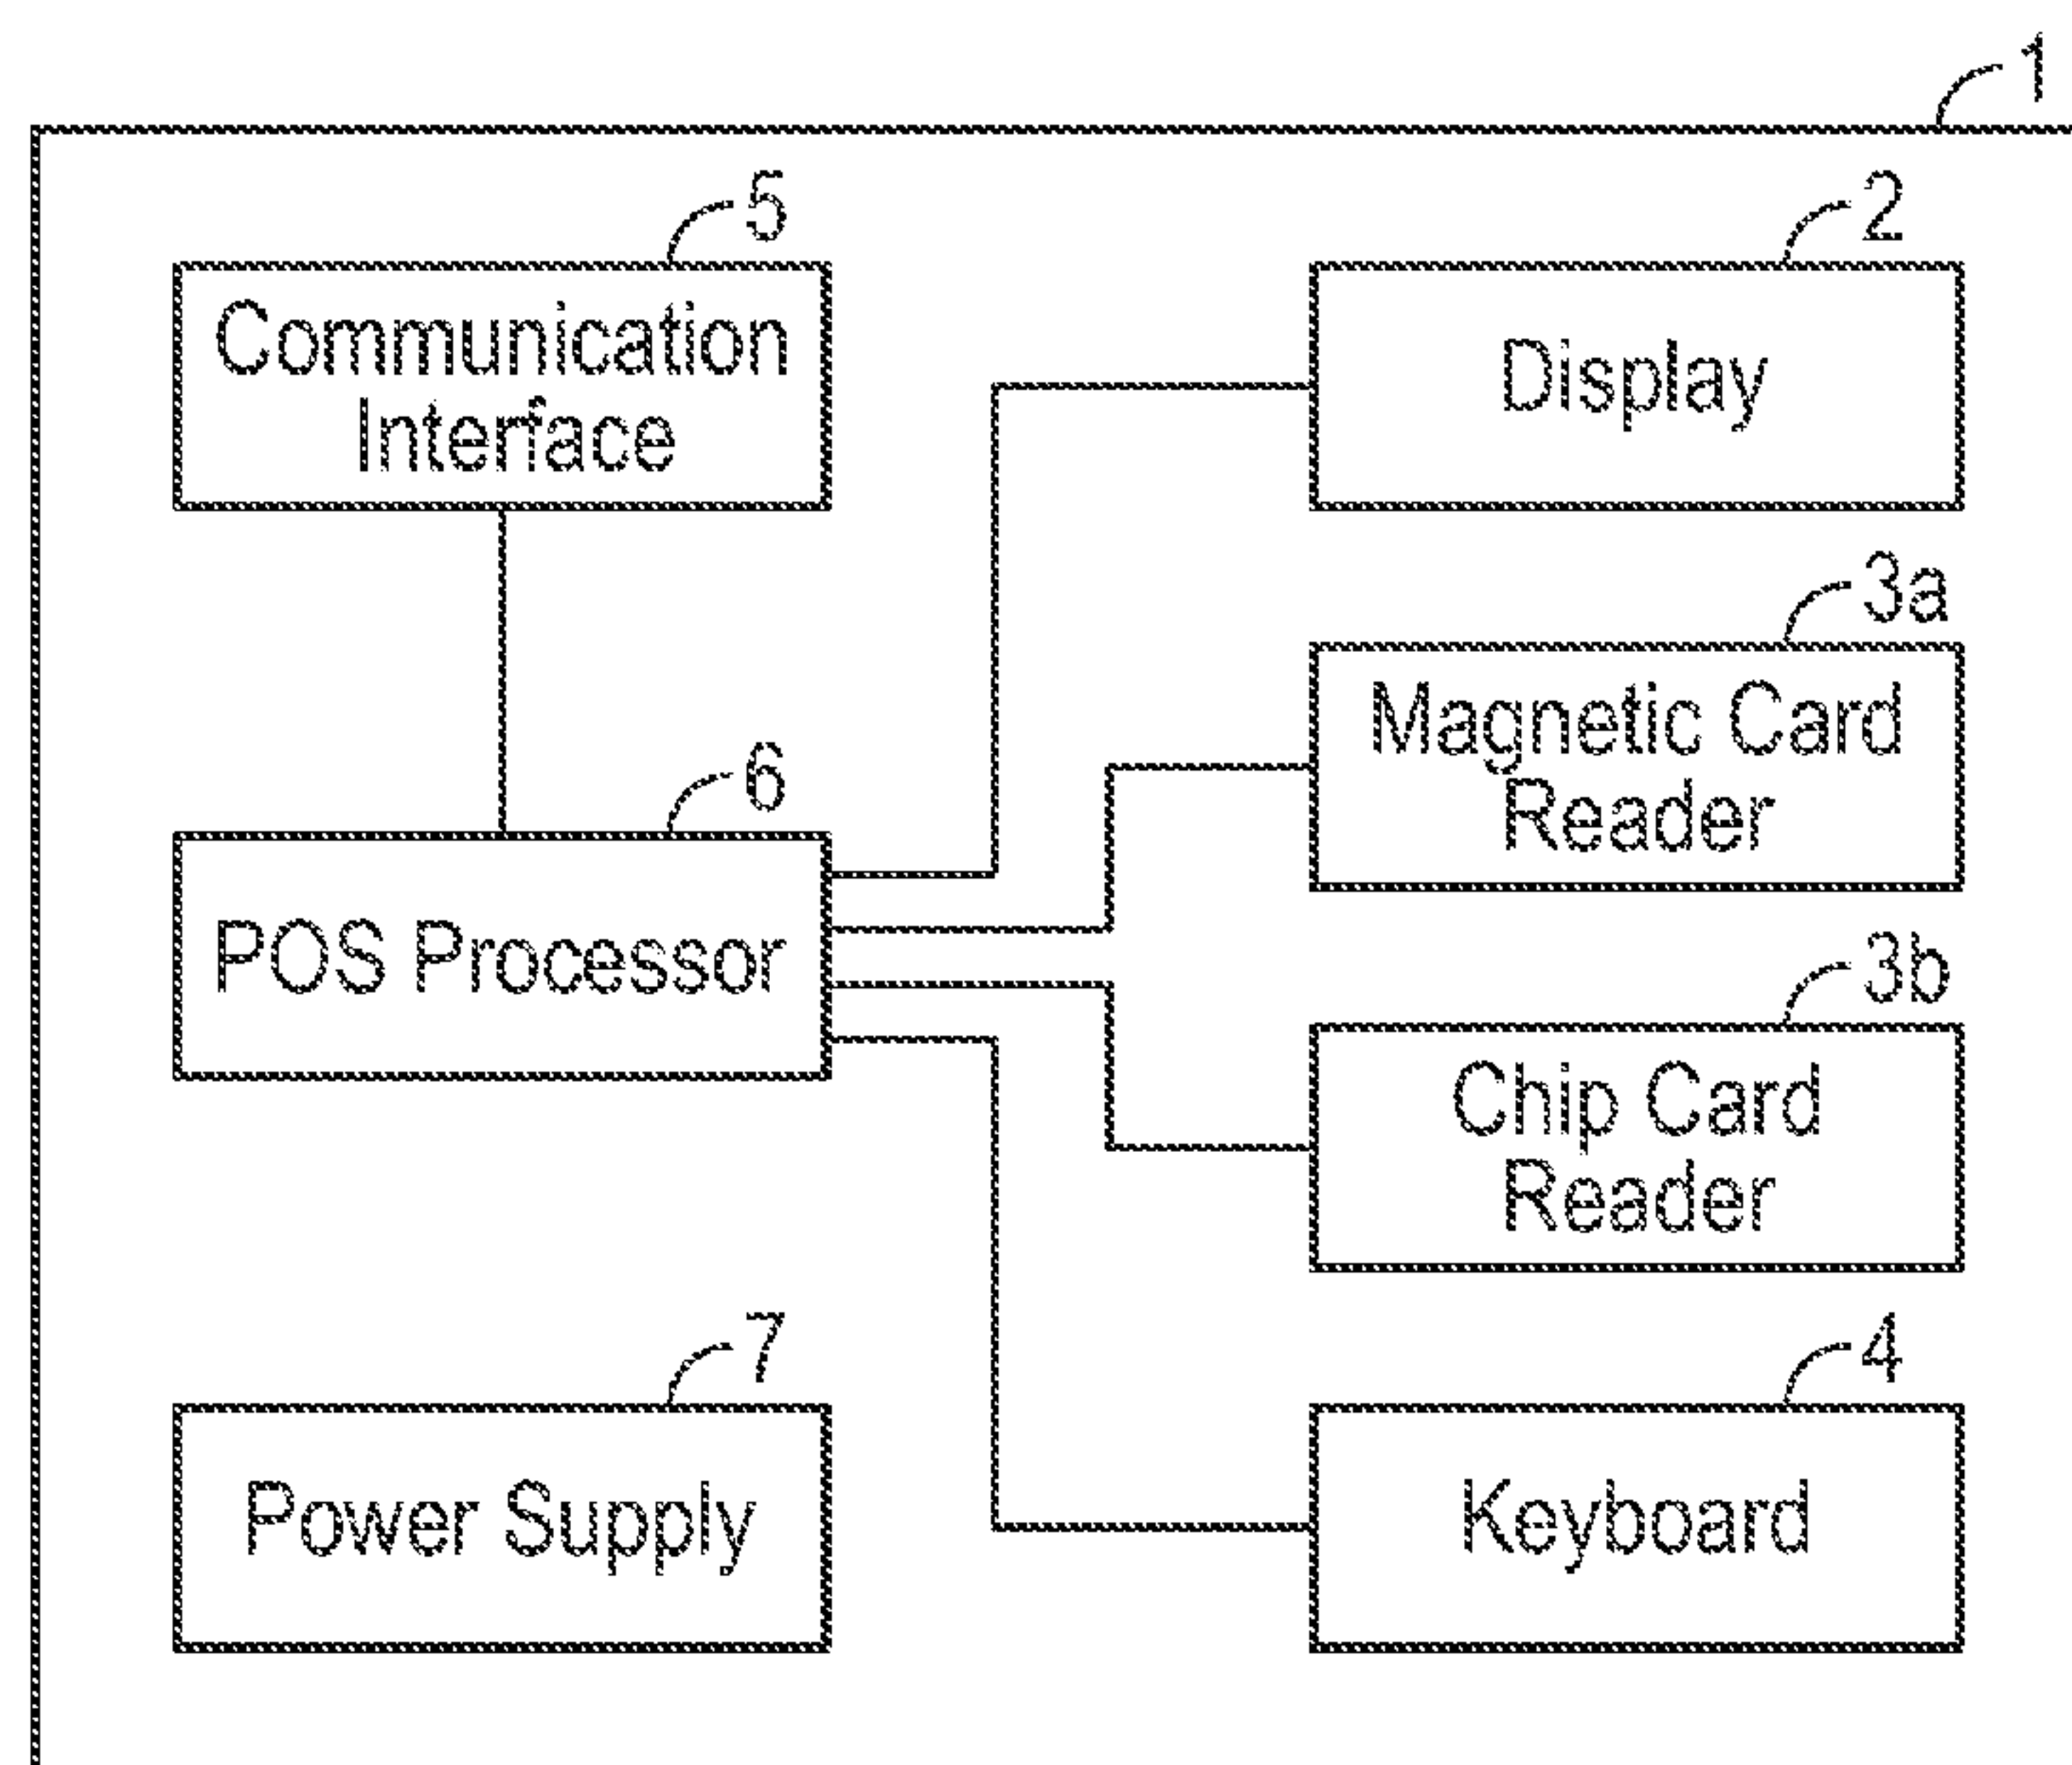 1
5
Communication
Interface
2
Display
3a
Magnetic Card
Reader
6
POS Processor
3b
Chip Card
Reader
7
Power Supply
4
Keyboard